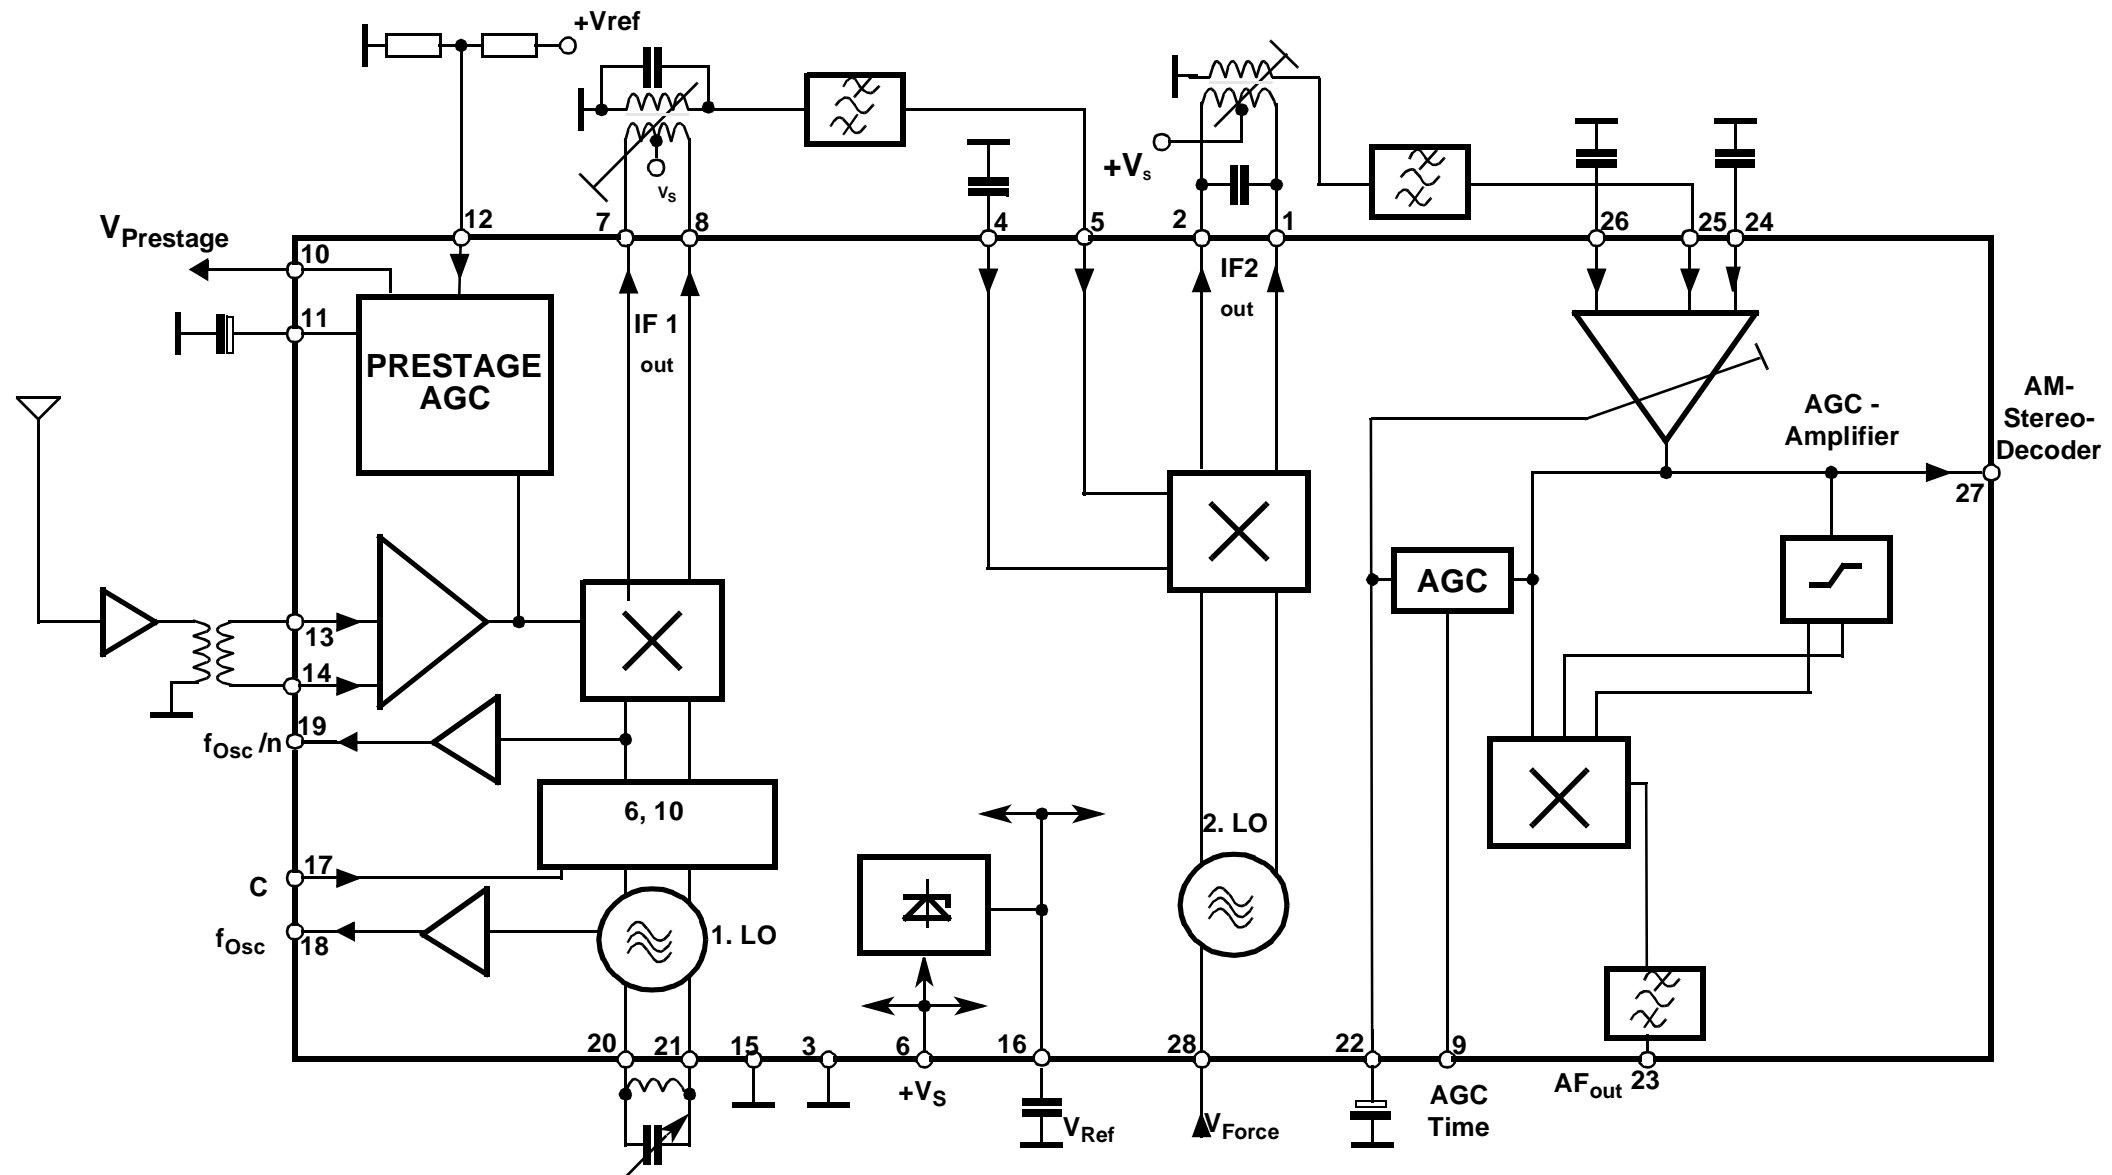 +Vref
12
7
8
V_s
4
5
2
1
+V_s
26
25
24
V_Prestage
10
11
IF 1
out
IF2
out
PRESTAGE
AGC
AGC -
Amplifier
AM-
Stereo-
Decoder
27
AGC
13
14
19
f_Osc /n
6, 10
2. LO
17
C
f_Osc
18
1. LO
20
21
15
3
6
16
28
22
9
23
+V_S
V_Ref
V_Force
AGC
Time
AF_out